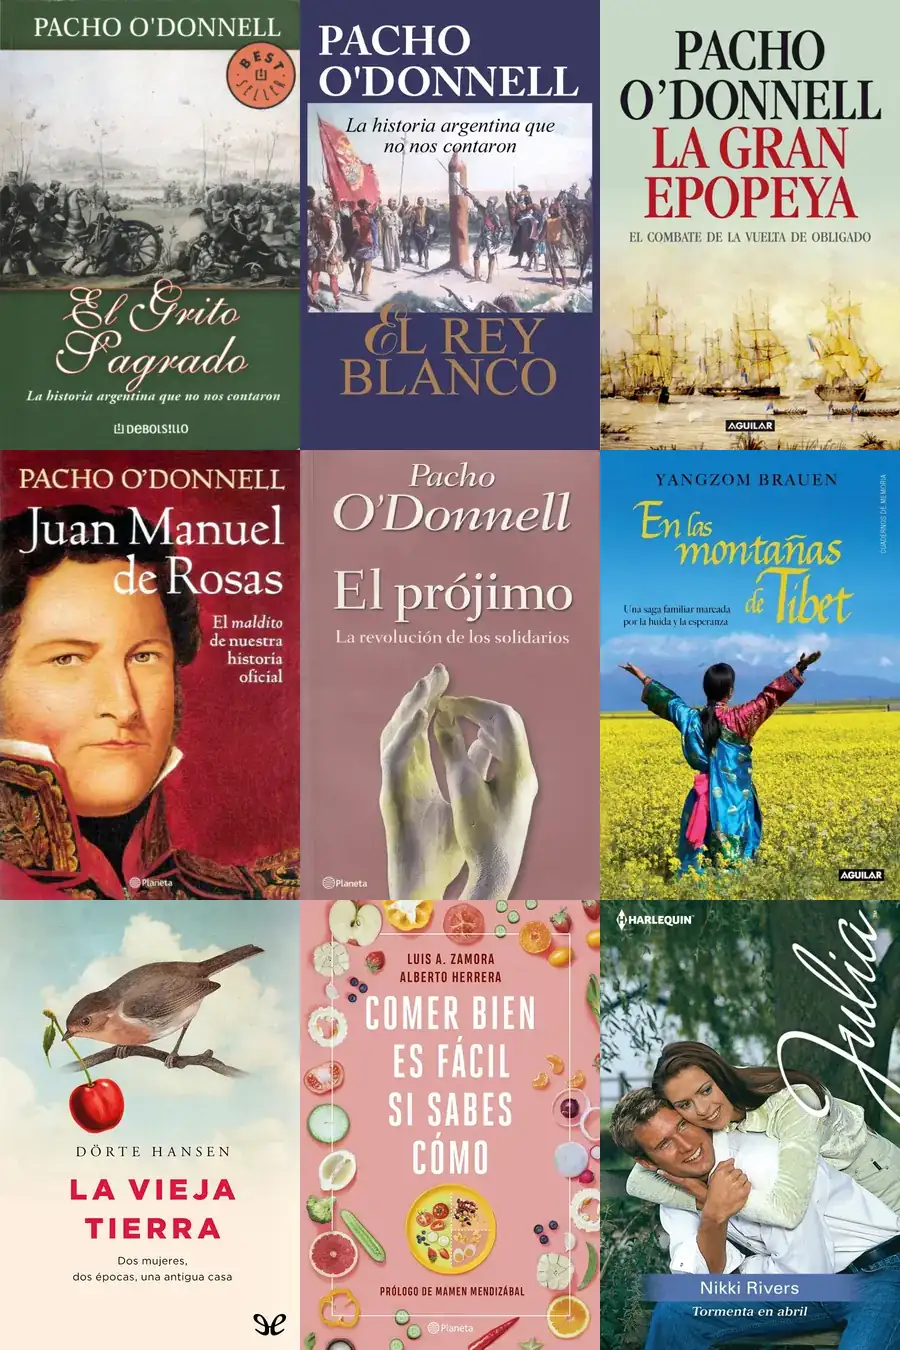 PACHO O'DONNELL
BEST
SELLER
El Grito
Sagrado
La historia argentina que no nos contaron
DEBOLS!LLO
PACHO
O'DONNELL
La historia argentina que
no nos contaron
EL REY
BLANCO
PACHO
O'DONNELL
LA GRAN
EPOPEYA
EL COMBATE DE LA VUELTA DE OBLIGADO
AGUILAR
PACHO O'DONNELL
Juan Manuel
de Rosas
El maldito
de nuestra
historia
oficial
Planeta
Pacho
O'Donnell
El prójimo
La revolución de los solidarios
Planeta
YANGZOM BRAUEN
CUADERNOS DE MEMORIA
En las
montañas
de Tíbet
Una saga familiar marcada
por la huida y la esperanza
AGUILAR
DÖRTE HANSEN
LA VIEJA
TIERRA
Dos mujeres,
dos épocas, una antigua casa
LUIS A. ZAMORA
ALBERTO HERRERA
COMER BIEN
ES FÁCIL
SI SABES
CÓMO
PRÓLOGO DE MAMEN MENDIZÁBAL
Planeta
HARLEQUIN
Julia
Nikki Rivers
Tormenta en abril